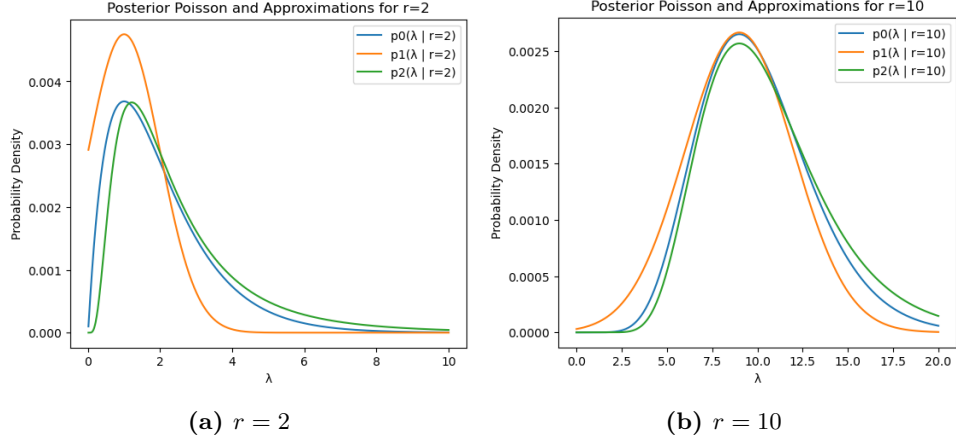 Posterior Poisson and Approximations for r=2
p0(λ | r=2)
p1(λ | r=2)
p2(λ | r=2)
Probability Density
0.004
0.003
0.002
0.001
0.000
0
2
4
6
8
10
λ
(a) r = 2
Posterior Poisson and Approximations for r=10
p0(λ | r=10)
p1(λ | r=10)
p2(λ | r=10)
Probability Density
0.0025
0.0020
0.0015
0.0010
0.0005
0.0000
0.0
2.5
5.0
7.5
10.0
12.5
15.0
17.5
20.0
λ
(b) r = 10